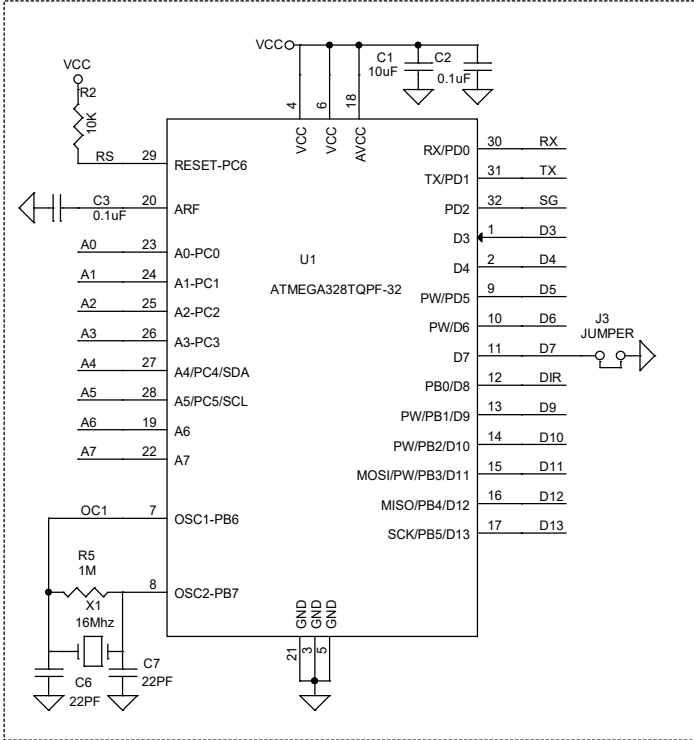 VCC
C1
C2
10uF
0.1uF
VCC
R2
10K
4
6
18
VCC
VCC
AVCC
RS
29
RESET-PC6
C3
0.1uF
20
ARF
A0
23
A0-PC0
A1
24
A1-PC1
A2
25
A2-PC2
A3
26
A3-PC3
A4
27
A4/PC4/SDA
A5
28
A5/PC5/SCL
A6
19
A6
A7
22
A7
OC1
7
OSC1-PB6
R5
1M
8
OSC2-PB7
X1
16Mhz
C6
22PF
C7
22PF
U1
ATMEGA328TQPF-32
RX/PD0
30
RX
TX/PD1
31
TX
PD2
32
SG
D3
1
D3
D4
2
D4
PW/PD5
9
D5
PW/D6
10
D6
D7
11
D7
J3
JUMPER
PB0/D8
12
DIR
PW/PB1/D9
13
D9
PW/PB2/D10
14
D10
MOSI/PW/PB3/D11
15
D11
MISO/PB4/D12
16
D12
SCK/PB5/D13
17
D13
GND
GND
GND
21
3
5